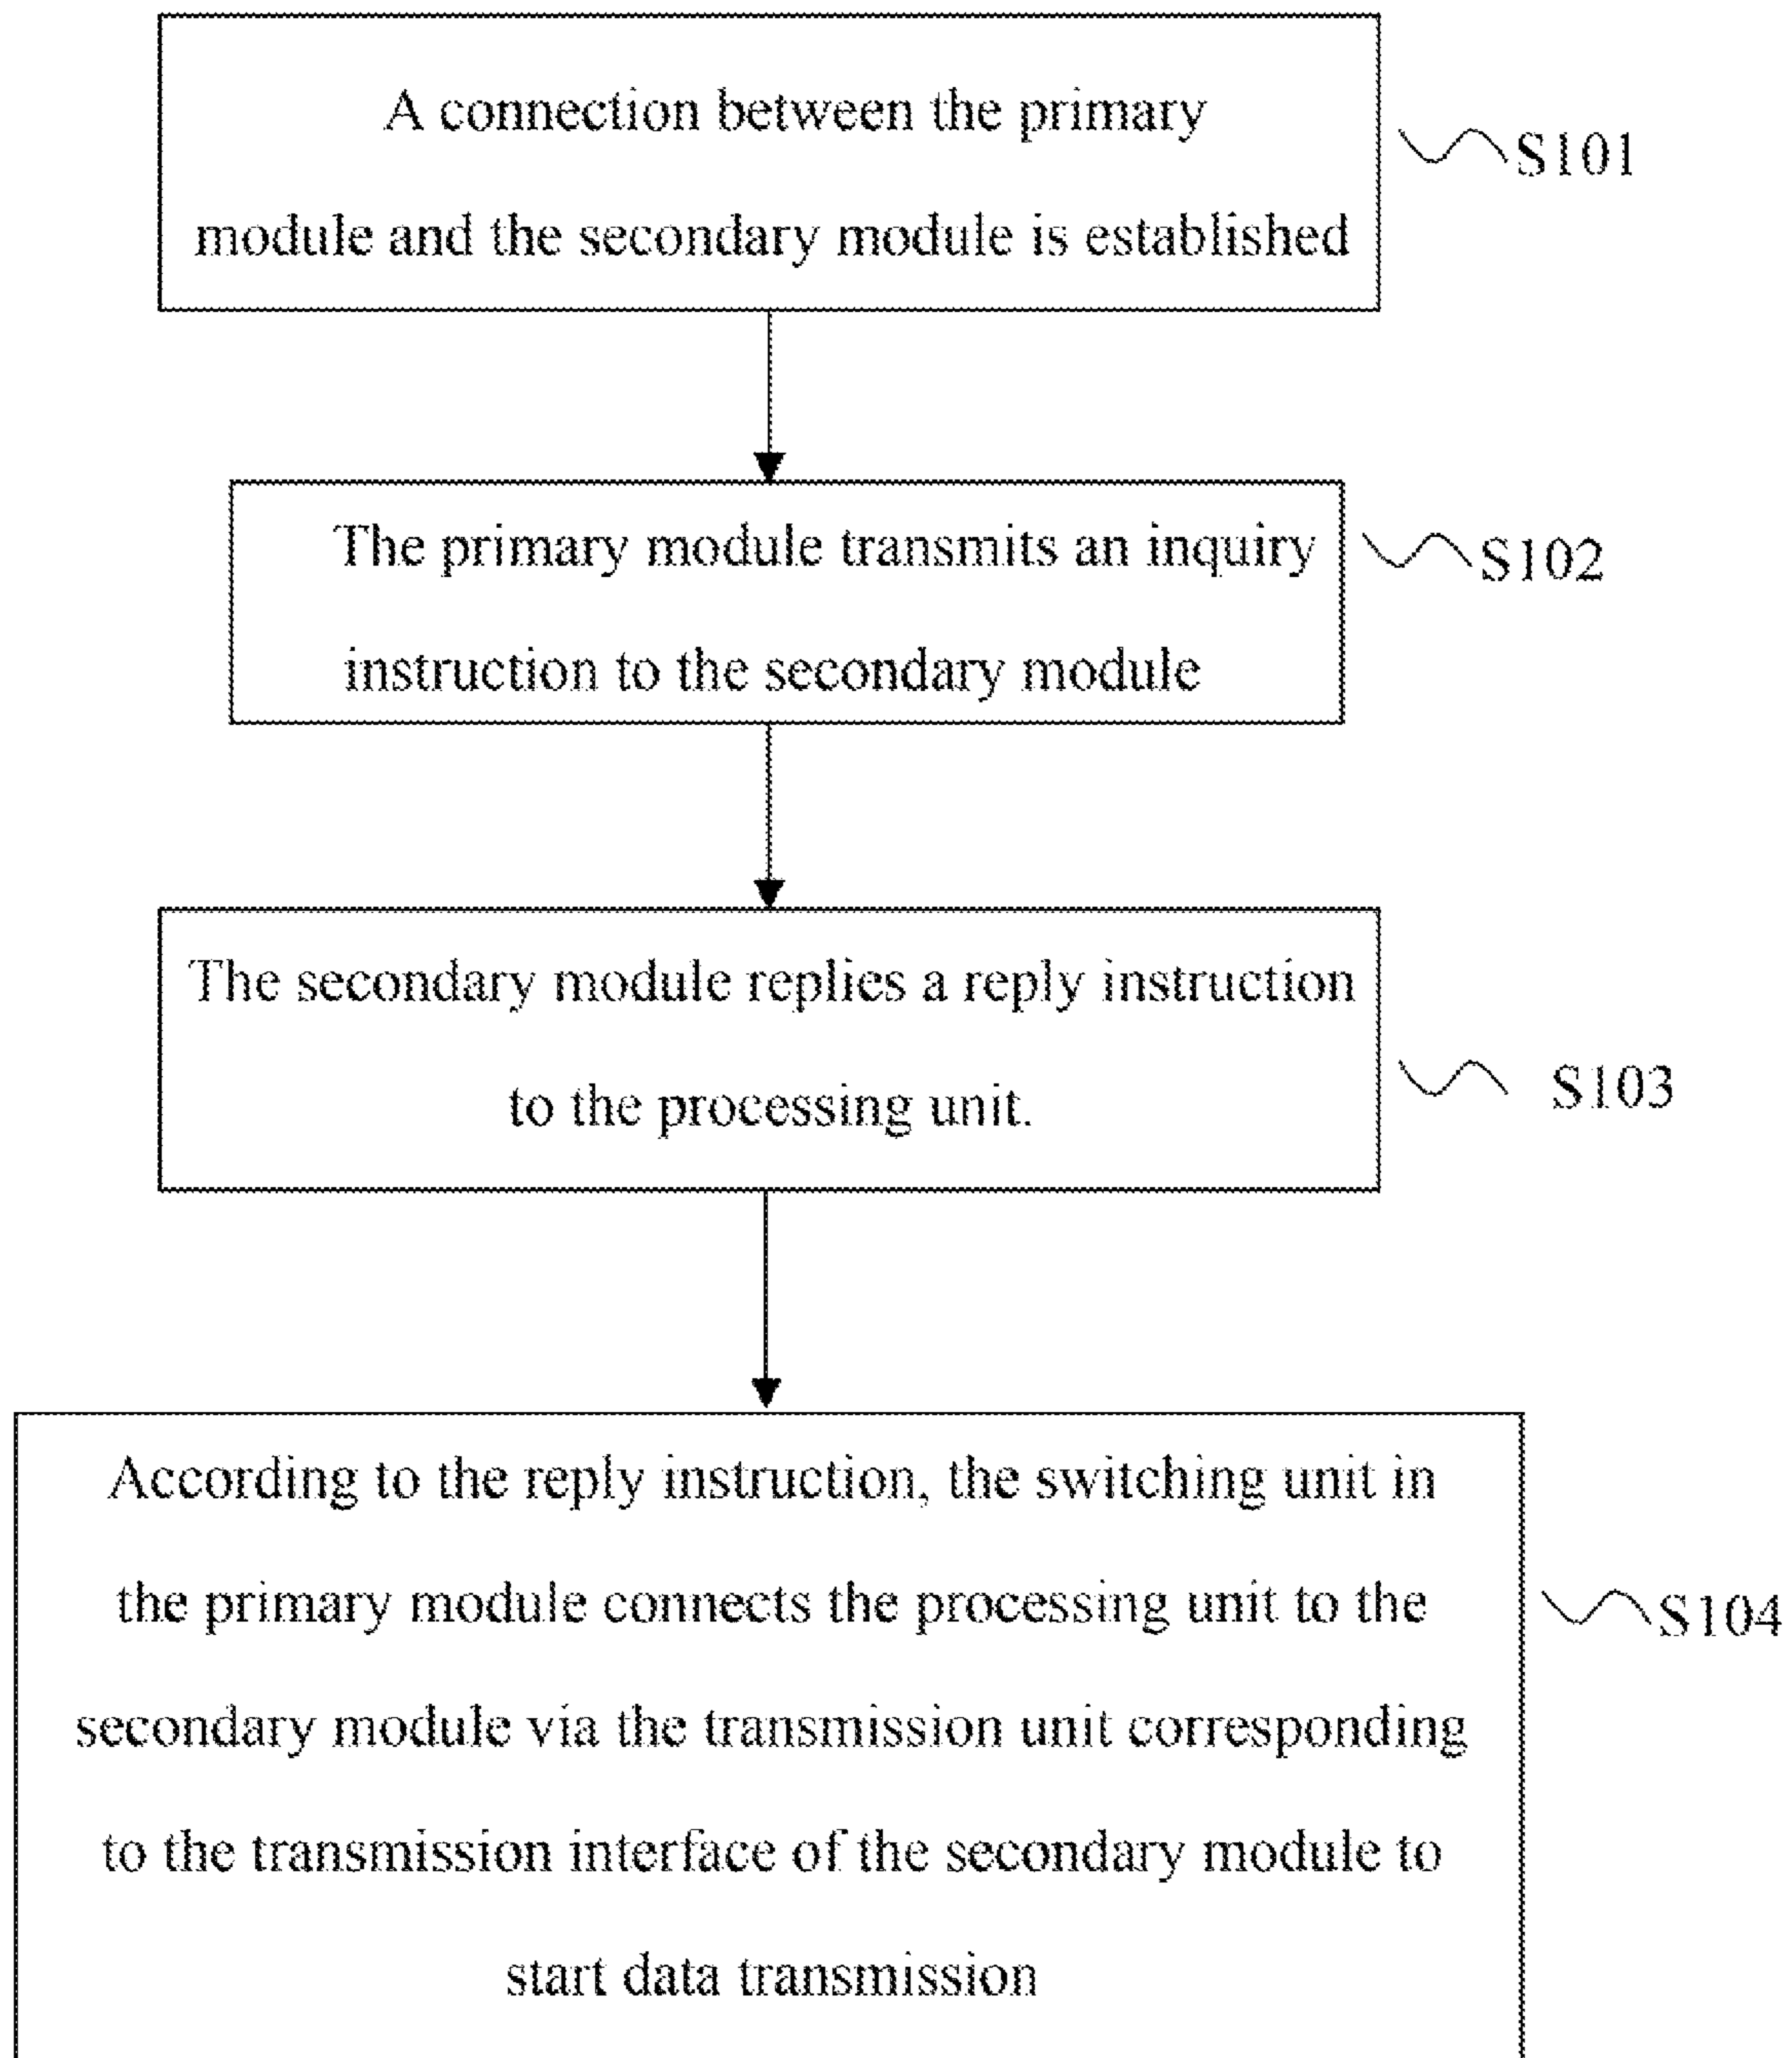 A connection between the primary
module and the secondary module is established
S101
The primary module transmits an inquiry
instruction to the secondary module
S102
The secondary module replies a reply instruction
to the processing unit.
S103
According to the reply instruction, the switching unit in
the primary module connects the processing unit to the
secondary module via the transmission unit corresponding
to the transmission interface of the secondary module to
start data transmission
S104